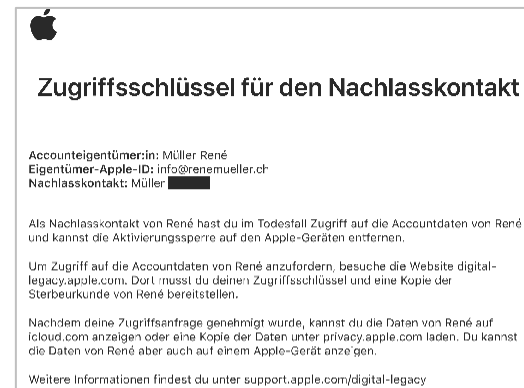 Zugriffsschlüssel für den Nachlasskontakt
Accounteigentümer:in: Müller René
Eigentümer-Apple-ID: info@renemueller.ch
Nachlasskontakt: Müller
Als Nachlasskontakt von René hast du im Todesfall Zugriff auf die Accountdaten von René
und kannst die Aktivierungssperre auf den Apple-Geräten entfernen.
Um Zugriff auf die Accountdaten von René anzufordern, besuche die Website digital-
legacy.apple.com. Dort musst du deinen Zugriffsschlüssel und eine Kopie der
Sterbeurkunde von René bereitstellen.
Nachdem deine Zugriffsanfrage genehmigt wurde, kannst du die Daten von René auf
icloud.com anzeigen oder eine Kopie der Daten unter privacy.apple.com laden. Du kannst
die Daten von René aber auch auf einem Apple-Gerät anzeigen.
Weitere Informationen findest du unter support.apple.com/digital-legacy